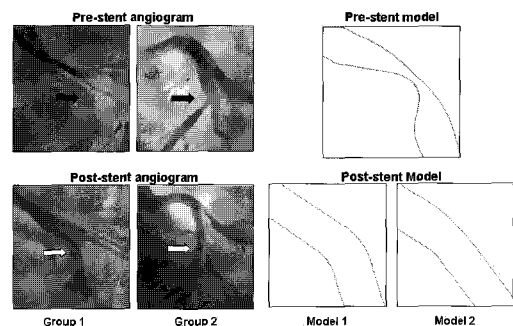 Pre-stent angiogram
Pre-stent model
Post-stent angiogram
Post-stent Model
Group 1
Group 2
Model 1
Model 2